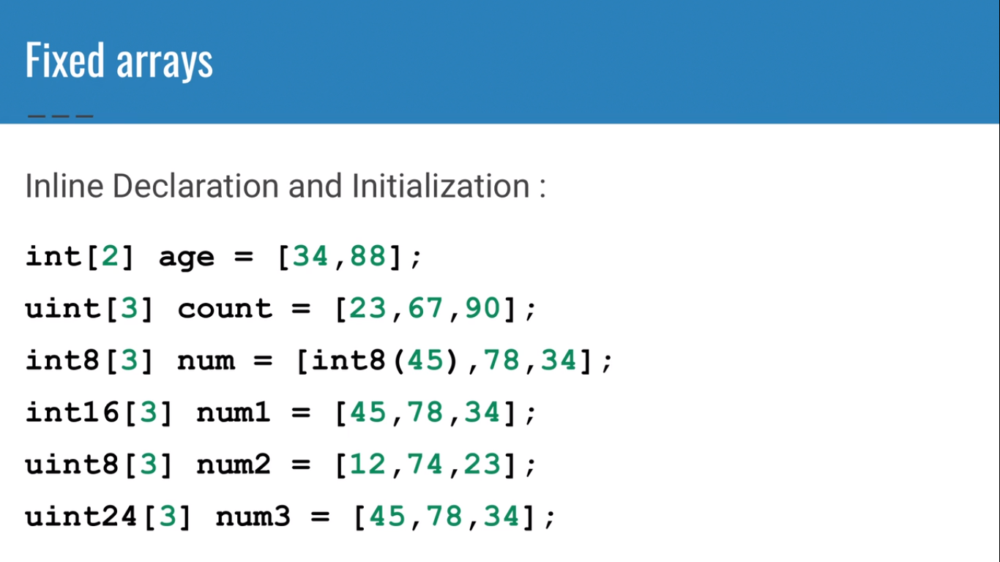 Fixed arrays
Inline Declaration and Initialization :
int[2] age = [34,88];
uint[3] count = [23,67,90];
int8[3] num = [int8(45),78,34];
int16[3] num1 = [45,78,34];
uint8[3] num2 = [12,74,23];
uint24[3] num3 = [45,78,34];